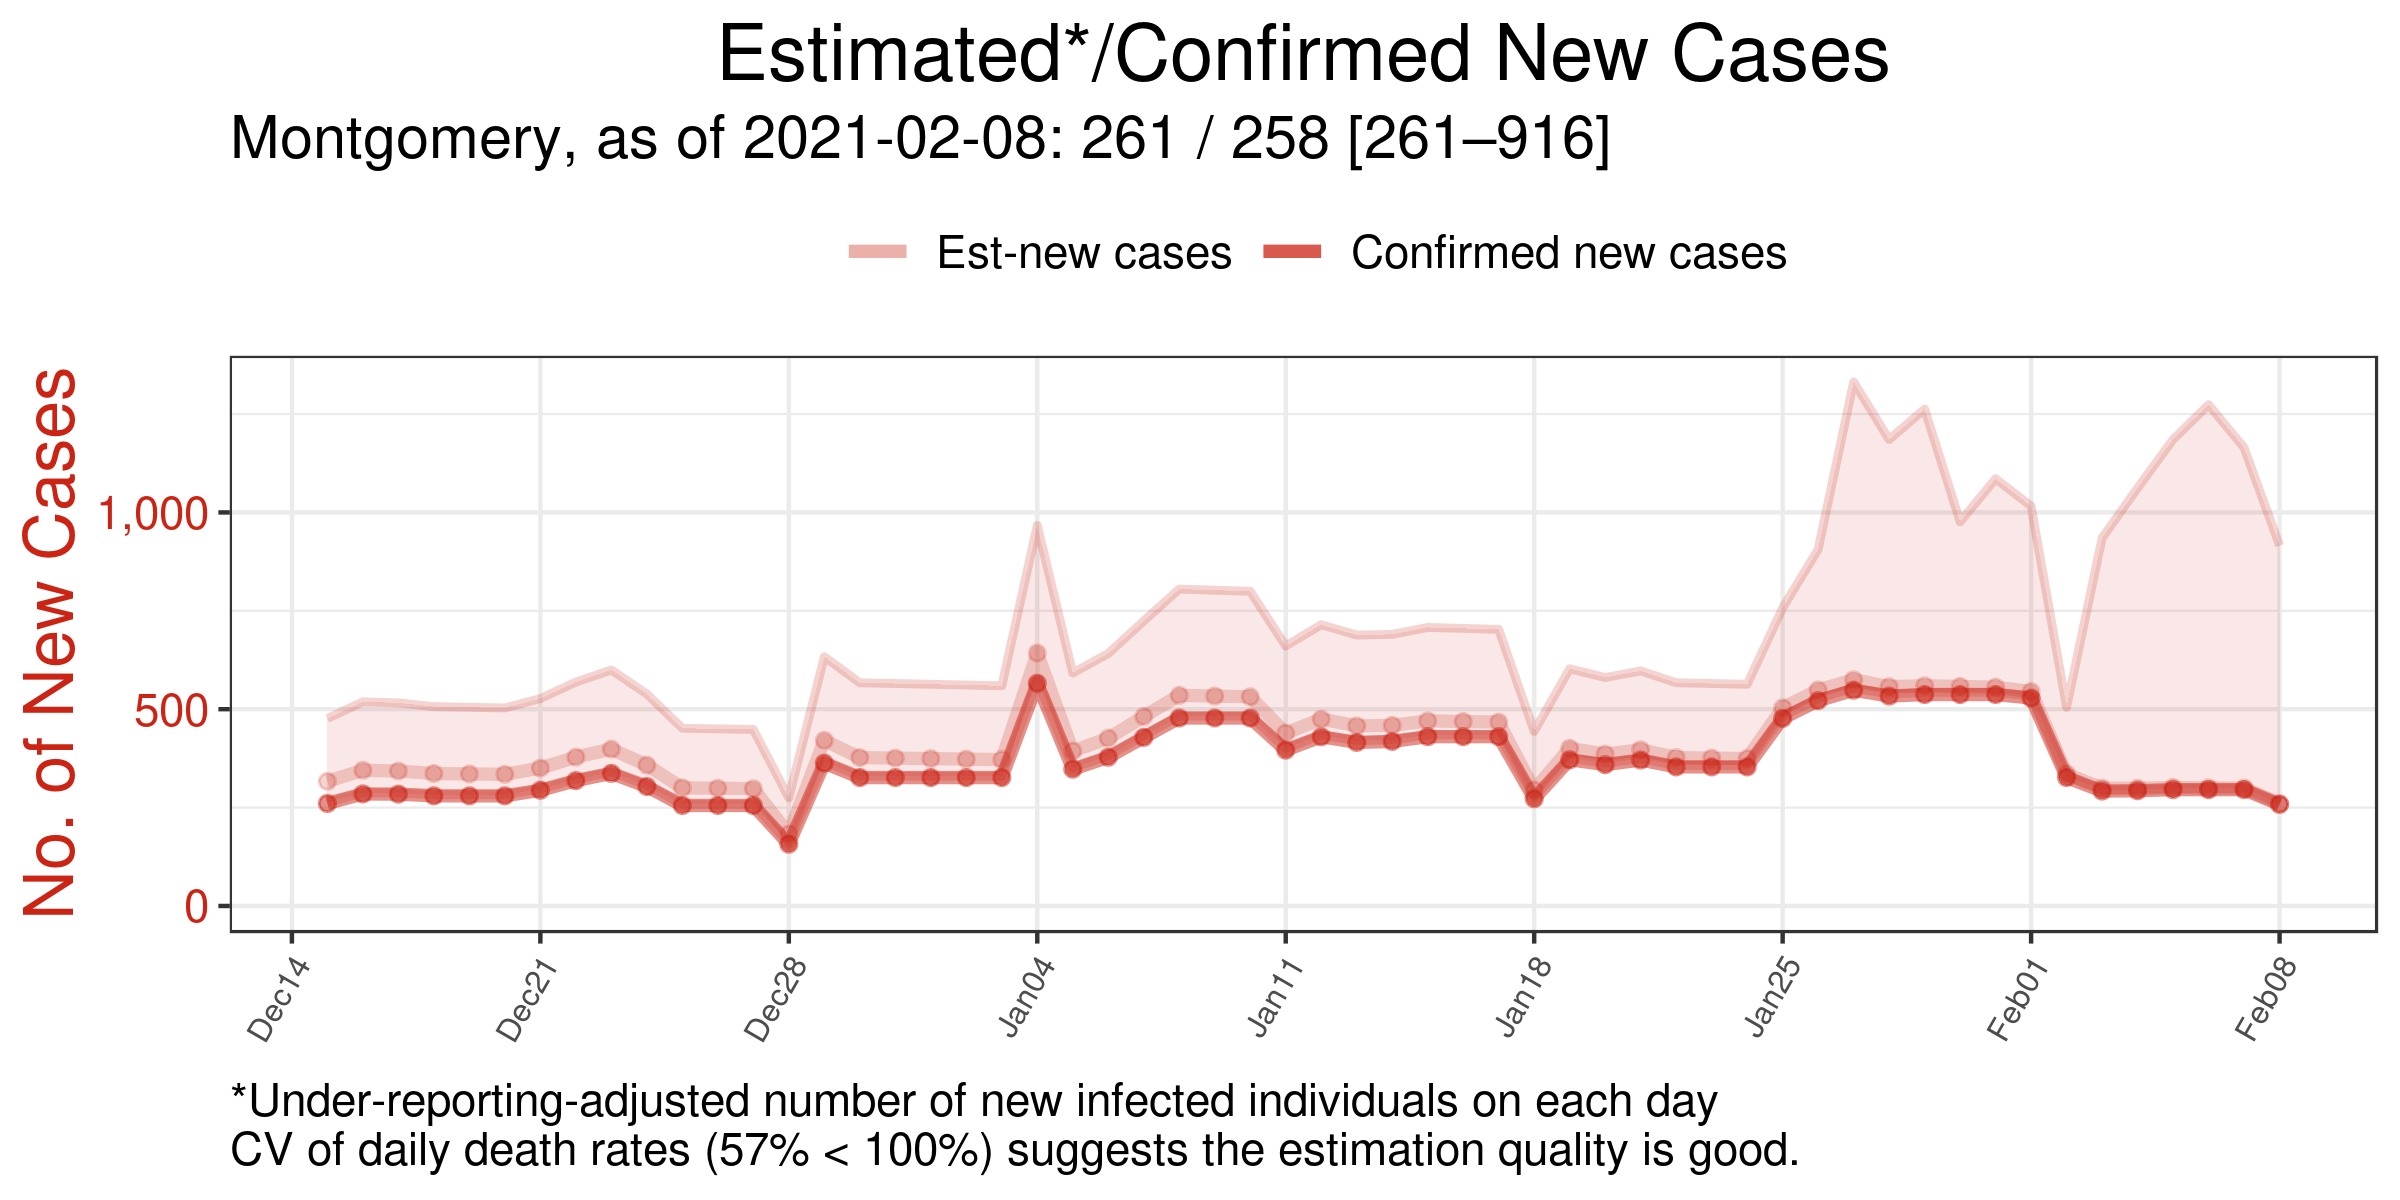 Estimated*/Confirmed New Cases
Montgomery, as of 2021-02-08: 261 / 258 [261–916]
Est-new cases
Confirmed new cases
No. of New Cases
1,000
500
0
Dec14
Dec21
Dec28
Jan04
Jan11
Jan18
Jan25
Feb01
Feb08
*Under-reporting-adjusted number of new infected individuals on each day
CV of daily death rates (57% < 100%) suggests the estimation quality is good.